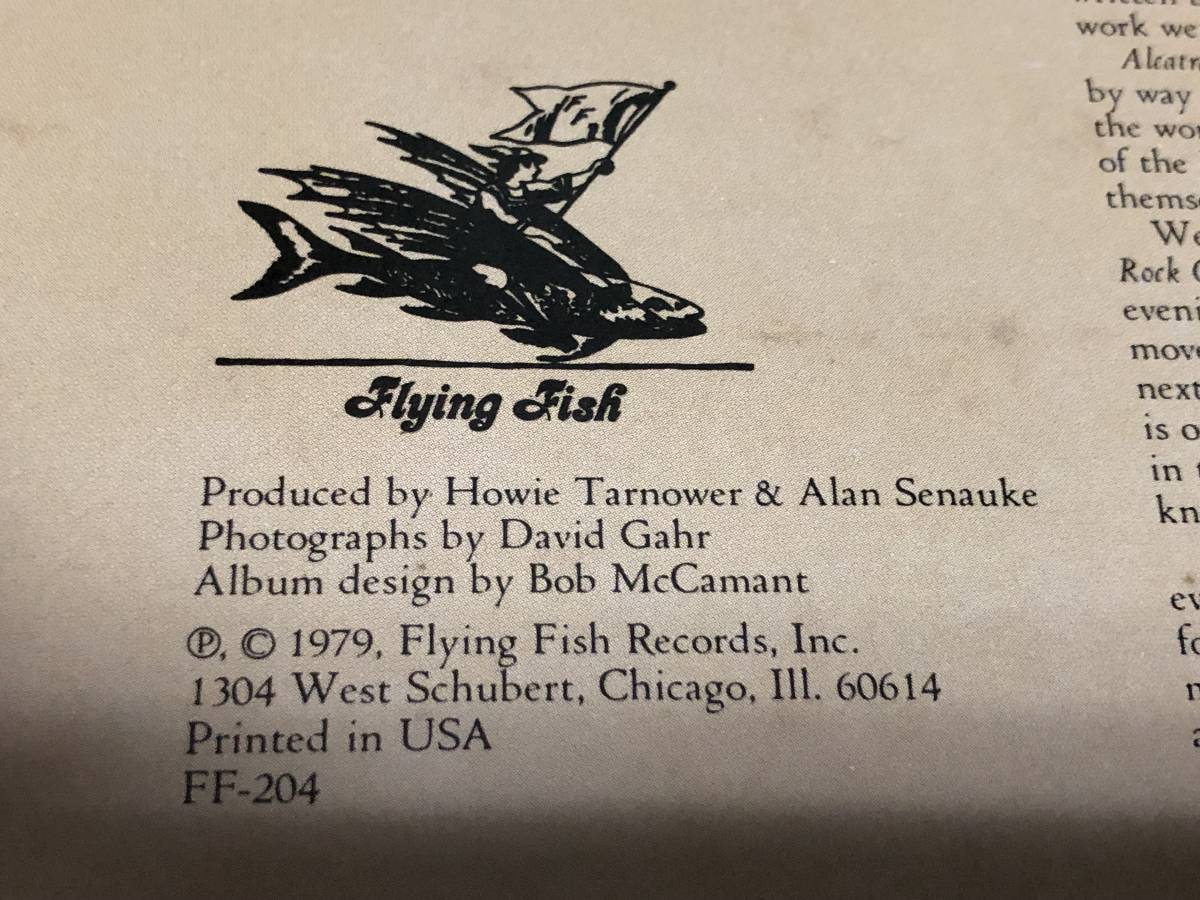 FF
Flying Fish
Produced by Howie Tarnower & Alan Senauke
Photographs by David Gahr
Album design by Bob McCamant
Ⓟ, © 1979, Flying Fish Records, Inc.
1304 West Schubert, Chicago, Ill. 60614
Printed in USA
FF-204
work we
by way
the
of the
Rock
next
is
in